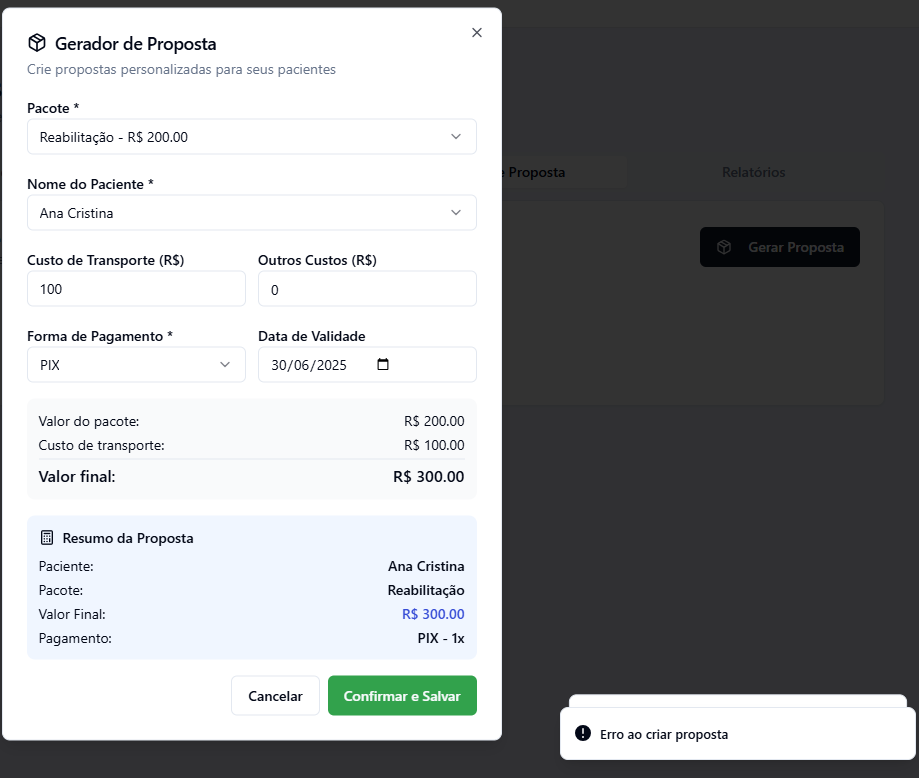 Gerador de Proposta
Crie propostas personalizadas para seus pacientes
Pacote *
Reabilitação - R$ 200.00
Nome do Paciente *
Ana Cristina
Custo de Transporte (R$) Outros Custos (R$)
100 0
Forma de Pagamento * Data de Validade
PIX 30/06/2025
Valor do pacote: R$ 200.00
Custo de transporte: R$ 100.00
Valor final: R$ 300.00
Resumo da Proposta
Paciente: Ana Cristina
Pacote: Reabilitação
Valor Final: R$ 300.00
Pagamento: PIX - 1x
Cancelar Confirmar e Salvar
Proposta Relatórios
Gerar Proposta
Erro ao criar proposta